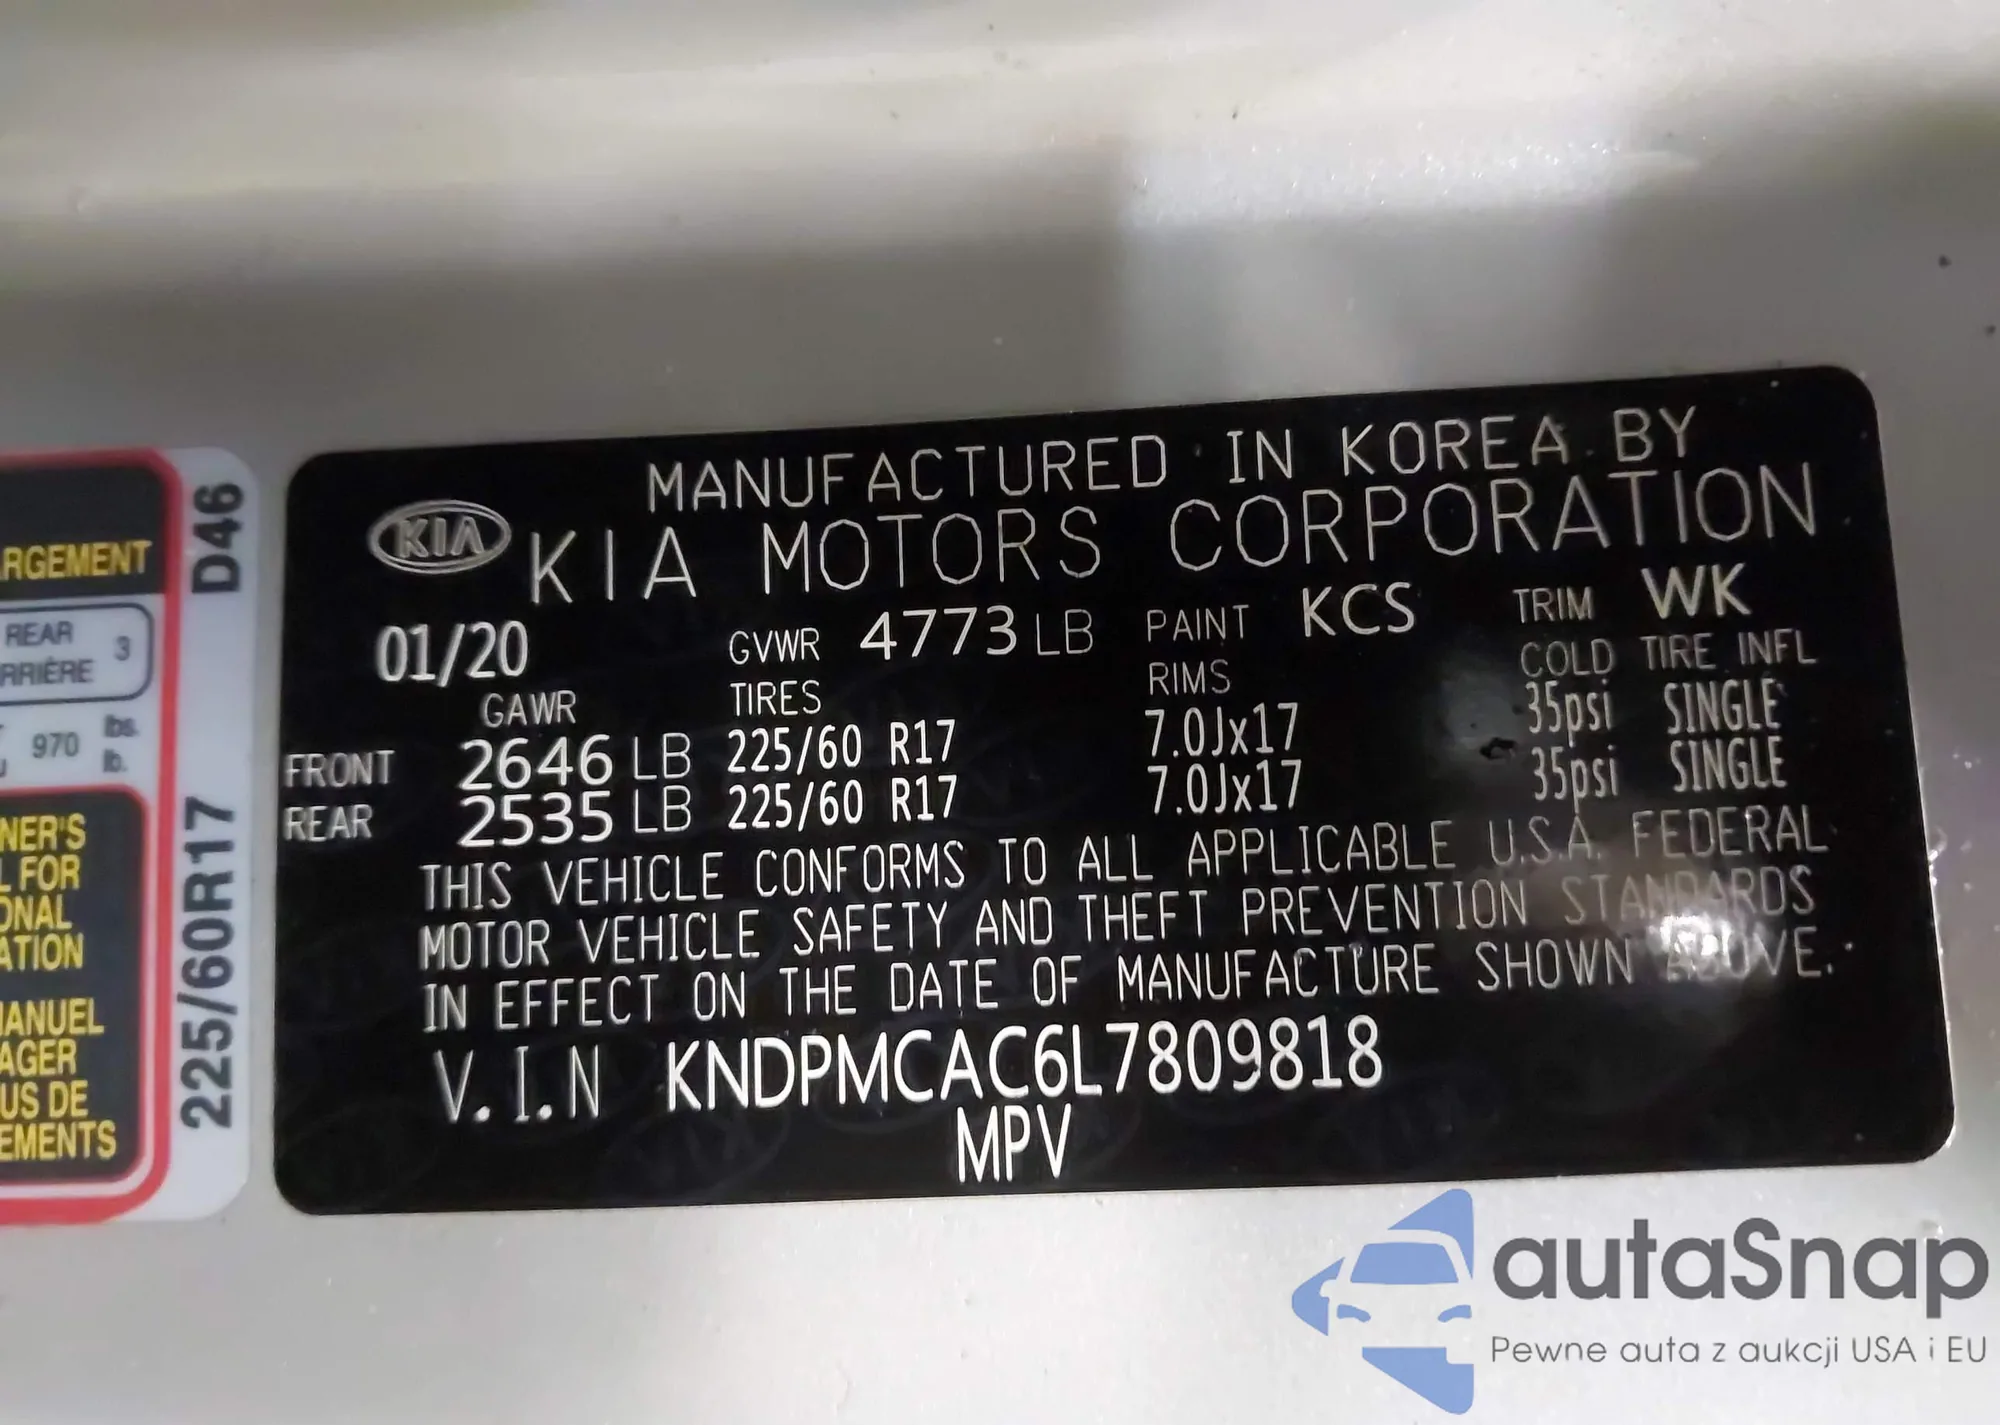 MANUFACTURED IN KOREA BY
KIA KIA MOTORS CORPORATION
01/20 GVWR 4773 LB PAINT KCS TRIM WK
GAWR TIRES RIMS COLD TIRE INFL
FRONT 2646 LB 225/60 R17 7.0Jx17 35psi SINGLE
REAR 2535 LB 225/60 R17 7.0Jx17 35psi SINGLE
THIS VEHICLE CONFORMS TO ALL APPLICABLE U.S.A. FEDERAL
MOTOR VEHICLE SAFETY AND THEFT PREVENTION STANDARDS
IN EFFECT ON THE DATE OF MANUFACTURE SHOWN ABOVE.
V.I.N KNDPMCAC6L7809818
MPV
RGEMENT
REAR 3
RRIÈRE
970 lbs.
lb.
NER'S
L FOR
ONAL
ATION
MANUEL
AGER
US DE
EMENTS
D46
225/60R17
autaSnap
Pewne auta z aukcji USA i EU